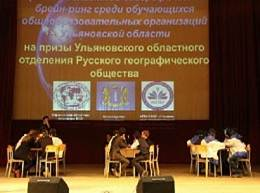 брейн-ринг среди обучающихся
общеобразовательных организаций
Ульяновской области
на призы Ульяновского областного
отделения Русского географического
общества